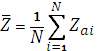 Z̿ = 1/N ∑_{i=1}^{N} Z_{ai}